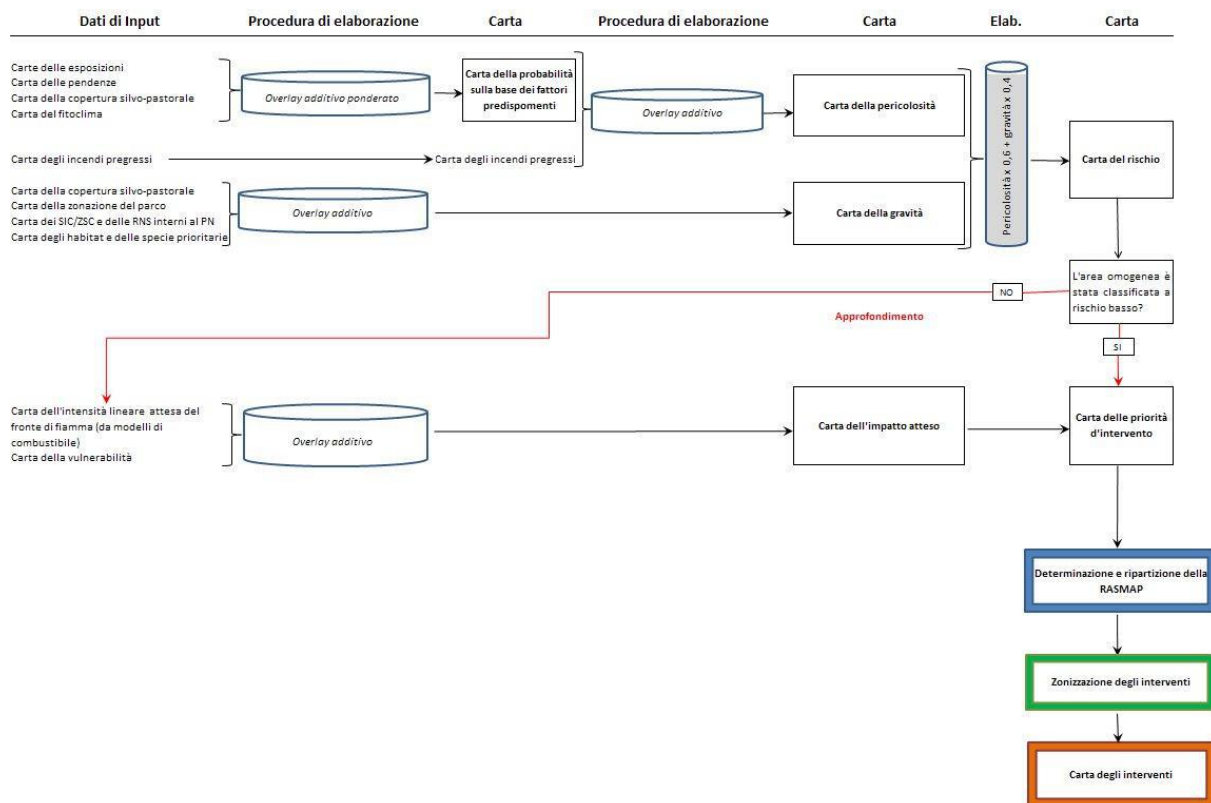 Dati di Input
Procedura di elaborazione
Carta
Procedura di elaborazione
Carta
Elab.
Carta
Carte delle esposizioni
Carta delle pendenze
Carta della copertura silvo-pastorale
Carta del fitoclima
Overlay additivo ponderato
Carta della probabilità
sulla base dei fattori
predispomenti
Overlay additivo
Carta della pericolosità
Pericolosità x 0,6 + gravità x 0,4
Carta del rischio
Carta degli incendi pregressi
Carta degli incendi pregressi
Carta della copertura silvo-pastorale
Carta della zonazione del parco
Carta dei SIC/ZSC e delle RNS interni al PN
Carta degli habitat e delle specie prioritarie
Overlay additivo
Carta della gravità
L'area omogenea è
stata classificata a
rischio basso?
NO
Approfondimento
SI
Carta dell'intensità lineare attesa del
fronte di fiamma (da modelli di
combustibile)
Carta della vulnerabilità
Overlay additivo
Carta dell'impatto atteso
Carta delle priorità
d'intervento
Determinazione e ripartizione della
RASMAP
Zonizzazione degli interventi
Carta degli interventi